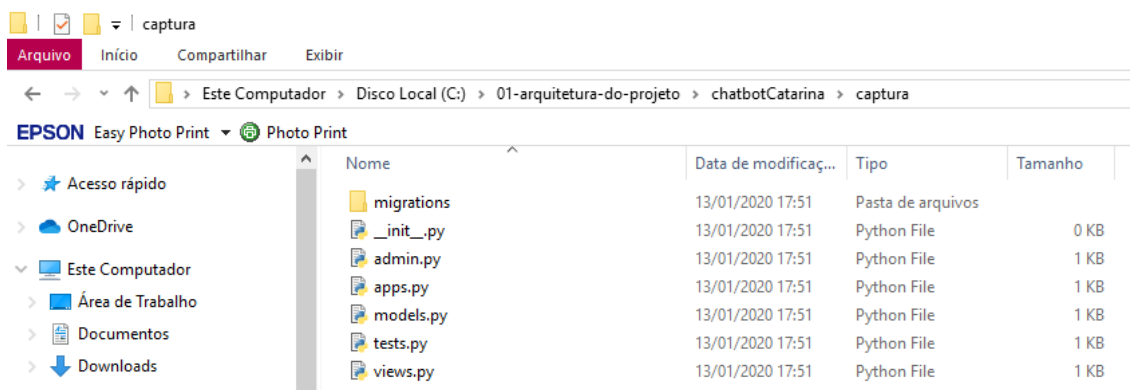 captura
Arquivo Início Compartilhar Exibir
Este Computador > Disco Local (C:) > 01-arquitetura-do-projeto > chatbotCatarina > captura
EPSON Easy Photo Print Photo Print
Nome Data de modificaç... Tipo Tamanho
Acesso rápido
OneDrive
Este Computador
Área de Trabalho
Documentos
Downloads
migrations 13/01/2020 17:51 Pasta de arquivos
__init__.py 13/01/2020 17:51 Python File 0 KB
admin.py 13/01/2020 17:51 Python File 1 KB
apps.py 13/01/2020 17:51 Python File 1 KB
models.py 13/01/2020 17:51 Python File 1 KB
tests.py 13/01/2020 17:51 Python File 1 KB
views.py 13/01/2020 17:51 Python File 1 KB